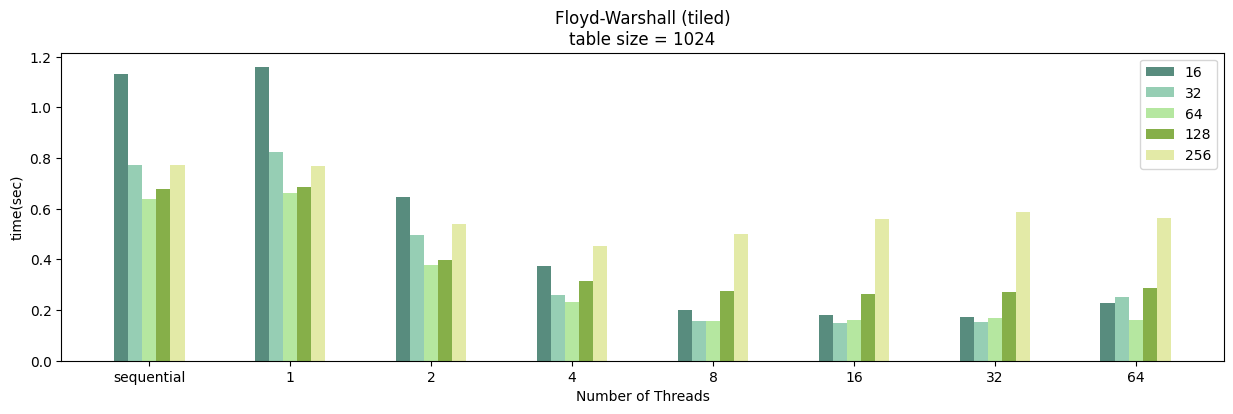 Floyd-Warshall (tiled)
table size = 1024
1.2
1.0
0.8
0.6
0.4
0.2
0.0
time(sec)
16
32
64
128
256
sequential 1 2 4 8 16 32 64
Number of Threads